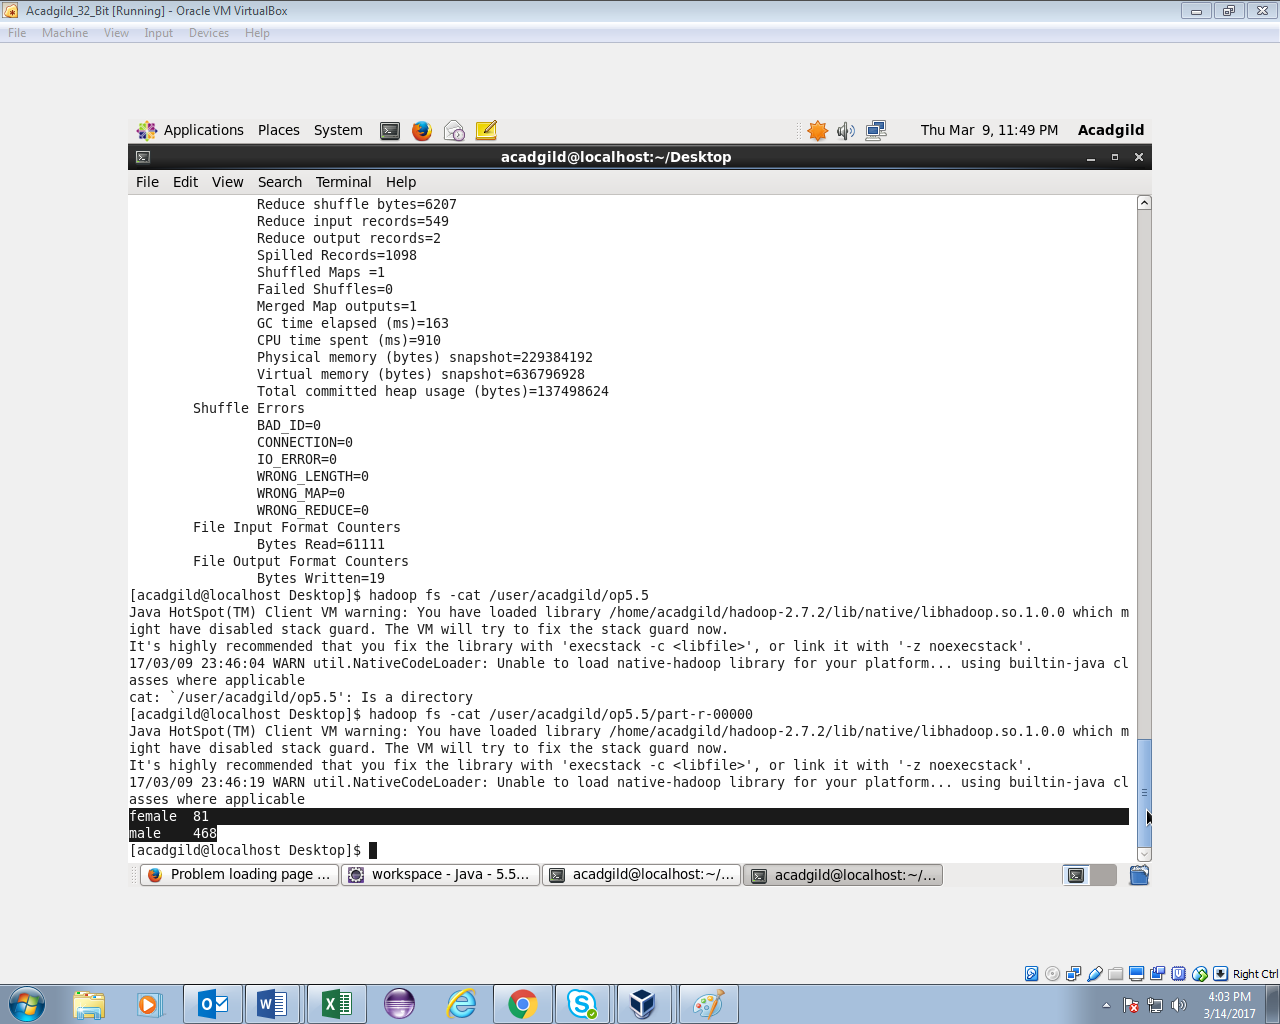 Acadgild_32_Bit [Running] - Oracle VM VirtualBox
File Machine View Input Devices Help
Applications Places System Thu Mar 9, 11:49 PM Acadgild
acadgild@localhost:~/Desktop
File Edit View Search Terminal Help
Reduce shuffle bytes=6207
Reduce input records=549
Reduce output records=2
Spilled Records=1098
Shuffled Maps =1
Failed Shuffles=0
Merged Map outputs=1
GC time elapsed (ms)=163
CPU time spent (ms)=910
Physical memory (bytes) snapshot=229384192
Virtual memory (bytes) snapshot=636796928
Total committed heap usage (bytes)=137498624
Shuffle Errors
BAD_ID=0
CONNECTION=0
IO_ERROR=0
WRONG_LENGTH=0
WRONG_MAP=0
WRONG_REDUCE=0
File Input Format Counters
Bytes Read=61111
File Output Format Counters
Bytes Written=19
[acadgild@localhost Desktop]$ hadoop fs -cat /user/acadgild/op5.5
Java HotSpot(TM) Client VM warning: You have loaded library /home/acadgild/hadoop-2.7.2/lib/native/libhadoop.so.1.0.0 which m
ight have disabled stack guard. The VM will try to fix the stack guard now.
It's highly recommended that you fix the library with 'execstack -c <libfile>', or link it with '-z noexecstack'.
17/03/09 23:46:04 WARN util.NativeCodeLoader: Unable to load native-hadoop library for your platform... using builtin-java cl
asses where applicable
cat: `/user/acadgild/op5.5': Is a directory
[acadgild@localhost Desktop]$ hadoop fs -cat /user/acadgild/op5.5/part-r-00000
Java HotSpot(TM) Client VM warning: You have loaded library /home/acadgild/hadoop-2.7.2/lib/native/libhadoop.so.1.0.0 which m
ight have disabled stack guard. The VM will try to fix the stack guard now.
It's highly recommended that you fix the library with 'execstack -c <libfile>', or link it with '-z noexecstack'.
17/03/09 23:46:19 WARN util.NativeCodeLoader: Unable to load native-hadoop library for your platform... using builtin-java cl
asses where applicable
female 81
male 468
[acadgild@localhost Desktop]$
Problem loading page ... workspace - Java - 5.5... acadgild@localhost:~/... acadgild@localhost:~/...
Right Ctrl
4:03 PM
3/14/2017